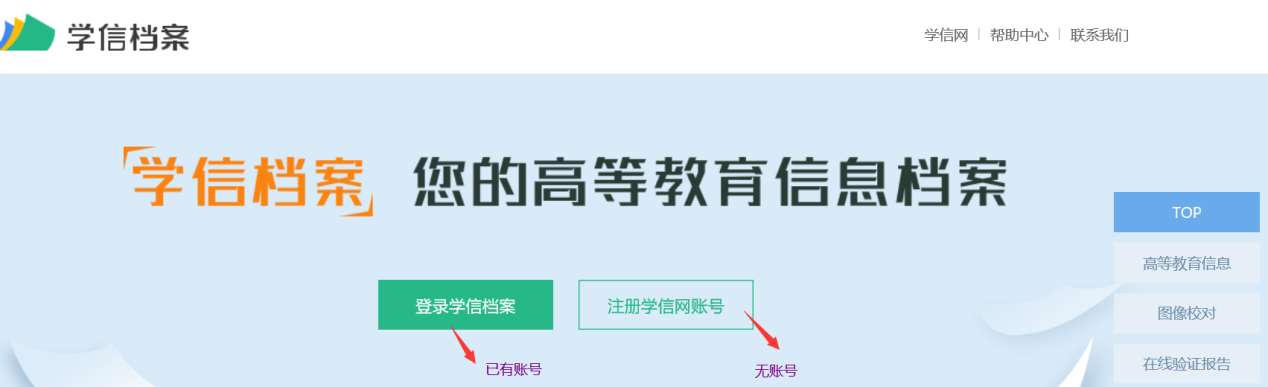 学信档案
学信网 | 帮助中心 | 联系我们
学信档案 您的高等教育信息档案
TOP
高等教育信息
登录学信档案 注册学信网账号
图像校对
在线验证报告
已有账号 无账号